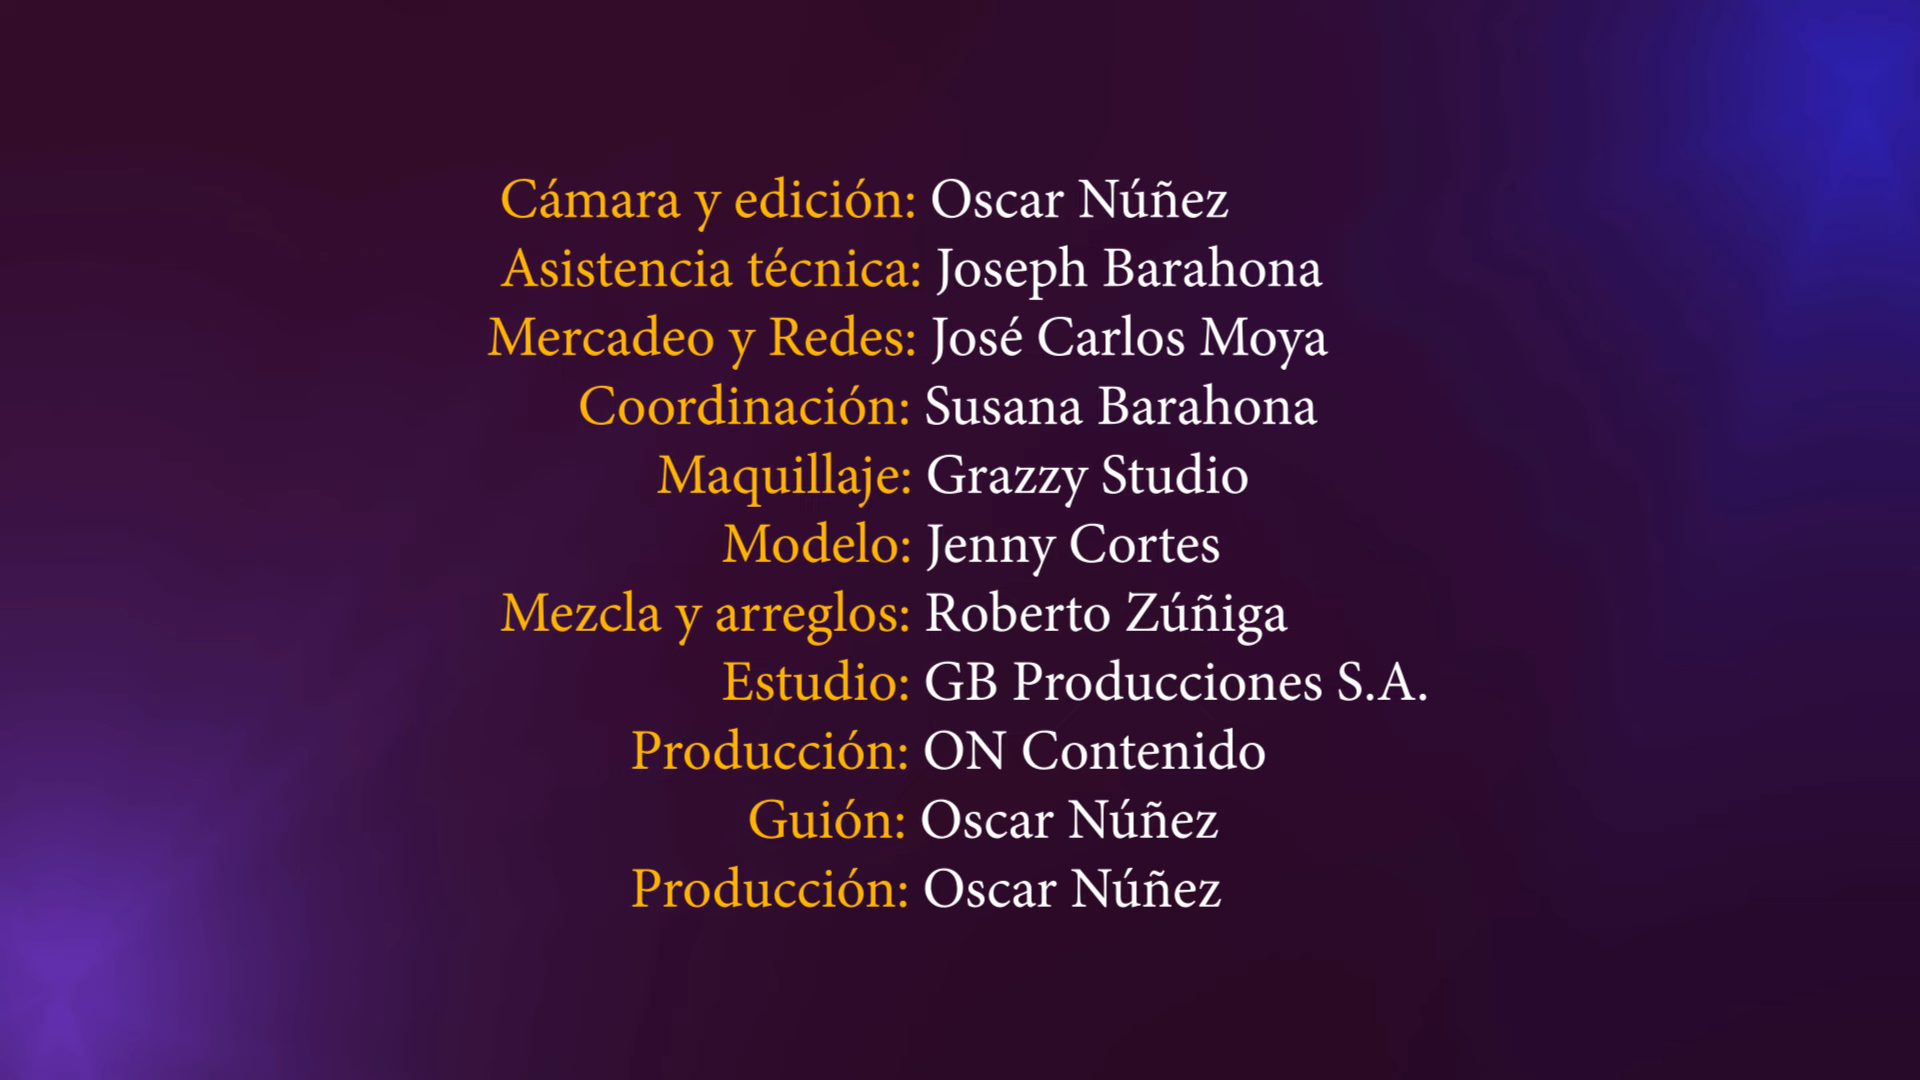 Cámara y edición: Oscar Núñez
Asistencia técnica: Joseph Barahona
Mercadeo y Redes: José Carlos Moya
Coordinación: Susana Barahona
Maquillaje: Grazzy Studio
Modelo: Jenny Cortes
Mezcla y arreglos: Roberto Zúñiga
Estudio: GB Producciones S.A.
Producción: ON Contenido
Guión: Oscar Núñez
Producción: Oscar Núñez